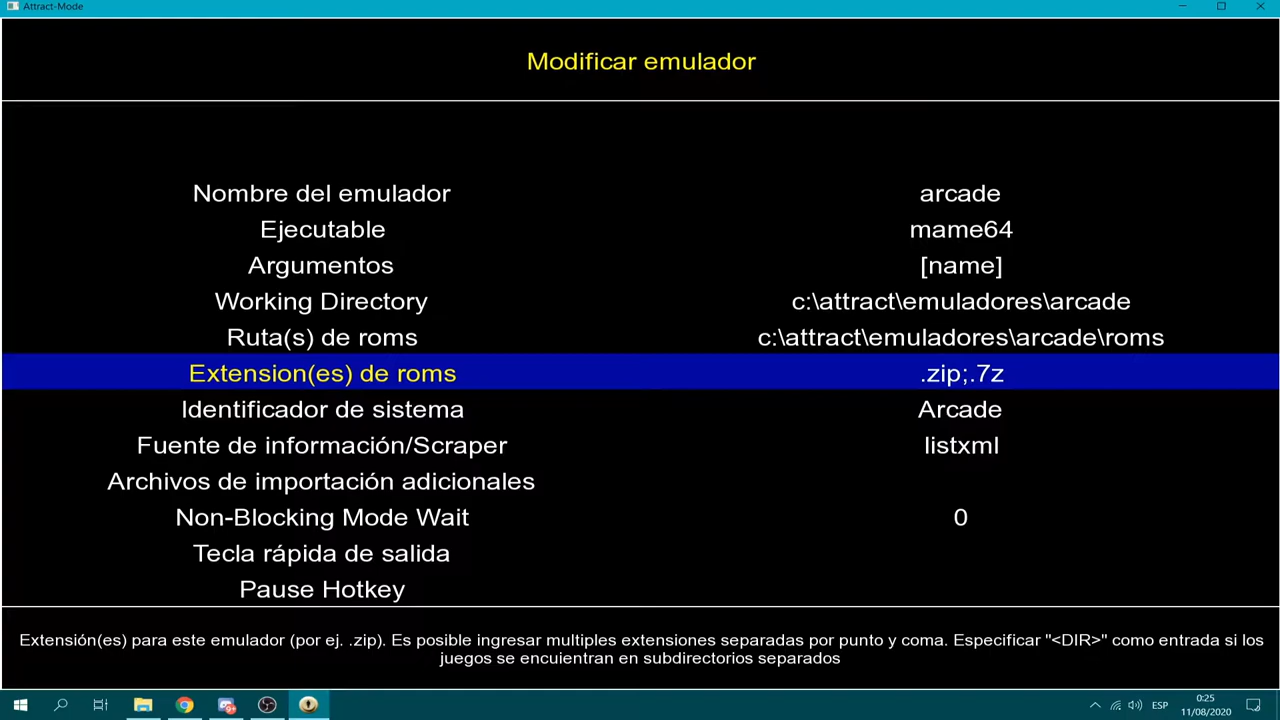 Attract-Mode
Modificar emulador
Nombre del emulador arcade
Ejecutable mame64
Argumentos [name]
Working Directory c:\attract\emuladores\arcade
Ruta(s) de roms c:\attract\emuladores\arcade\roms
Extension(es) de roms .zip;.7z
Identificador de sistema Arcade
Fuente de información/Scraper listxml
Archivos de importación adicionales
Non-Blocking Mode Wait 0
Tecla rápida de salida
Pause Hotkey
Extensión(es) para este emulador (por ej. .zip). Es posible ingresar multiples extensiones separadas por punto y coma. Especificar "<DIR>" como entrada si los
juegos se encuientran en subdirectorios separados
ESP
0:25
11/08/2020